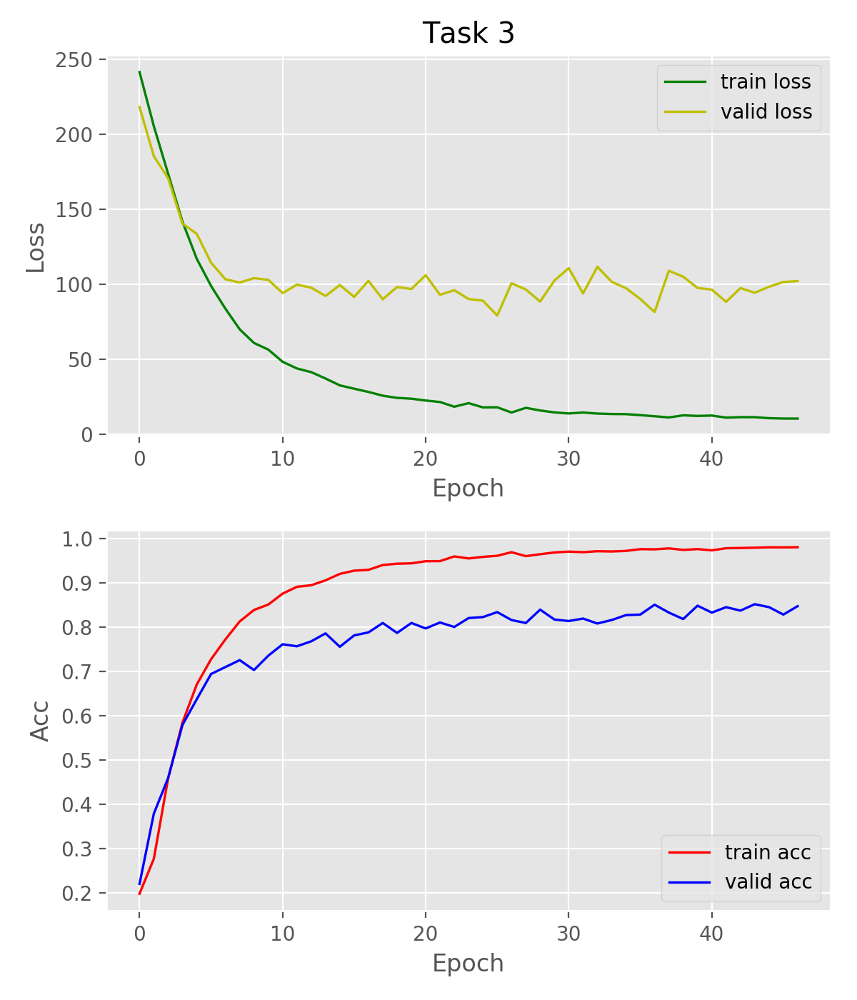 Task 3
250
200
150
100
50
0
Loss
train loss
valid loss
0 10 20 30 40
Epoch
1.0
0.9
0.8
0.7
0.6
0.5
0.4
0.3
0.2
Acc
train acc
valid acc
0 10 20 30 40
Epoch